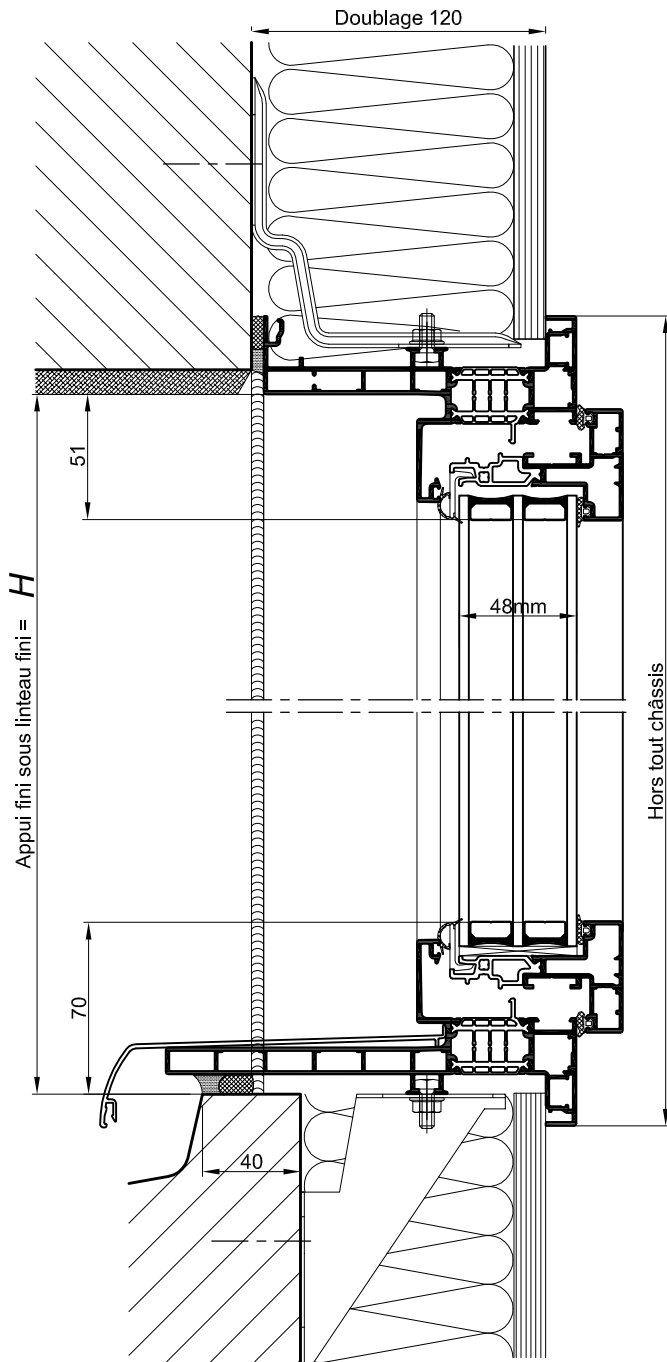 Doublage 120
51
Appui fini sous linteau fini = H
48mm
Hors tout châssis
70
40